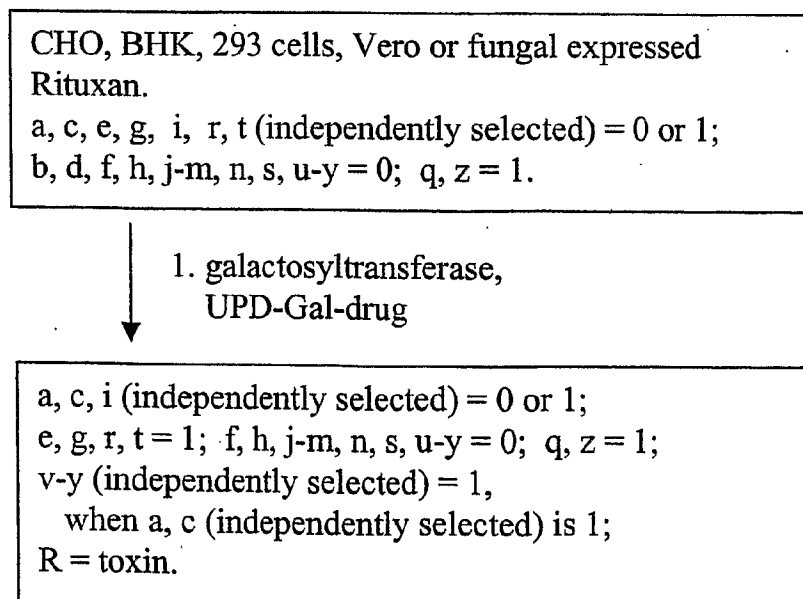 CHO, BHK, 293 cells, Vero or fungal expressed
Rituxan.
a, c, e, g, i, r, t (independently selected) = 0 or 1;
b, d, f, h, j-m, n, s, u-y = 0; q, z = 1.
1. galactosyltransferase,
UPD-Gal-drug
a, c, i (independently selected) = 0 or 1;
e, g, r, t = 1; f, h, j-m, n, s, u-y = 0; q, z = 1;
v-y (independently selected) = 1,
when a, c (independently selected) is 1;
R = toxin.